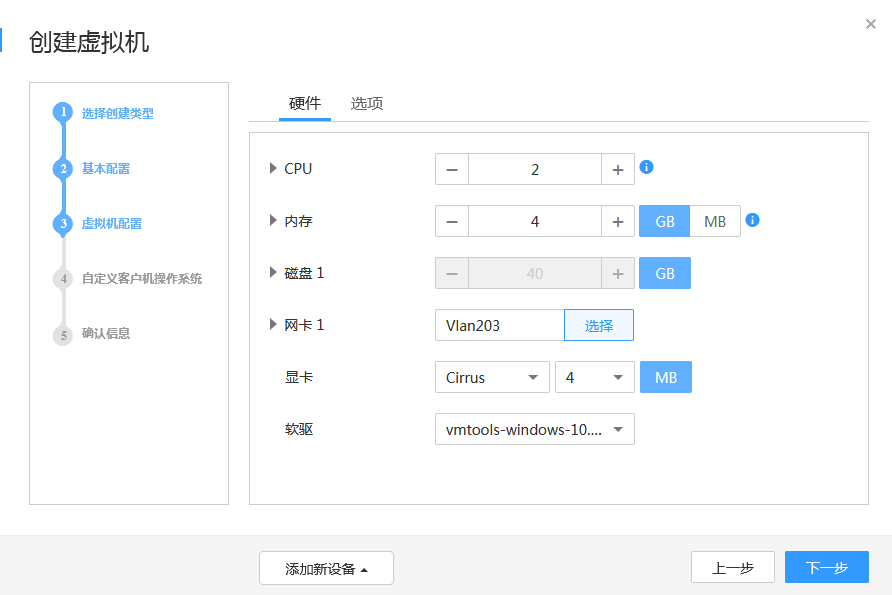 ×
创建虚拟机
1 选择创建类型
2 基本配置
3 虚拟机配置
4 自定义客户机操作系统
5 确认信息
硬件 选项
CPU − 2 + i
内存 − 4 + GB MB i
磁盘 1 − 40 + GB
网卡 1 Vlan203 选择
显卡 Cirrus 4 MB
软驱 vmtools-windows-10....
添加新设备 上一步 下一步